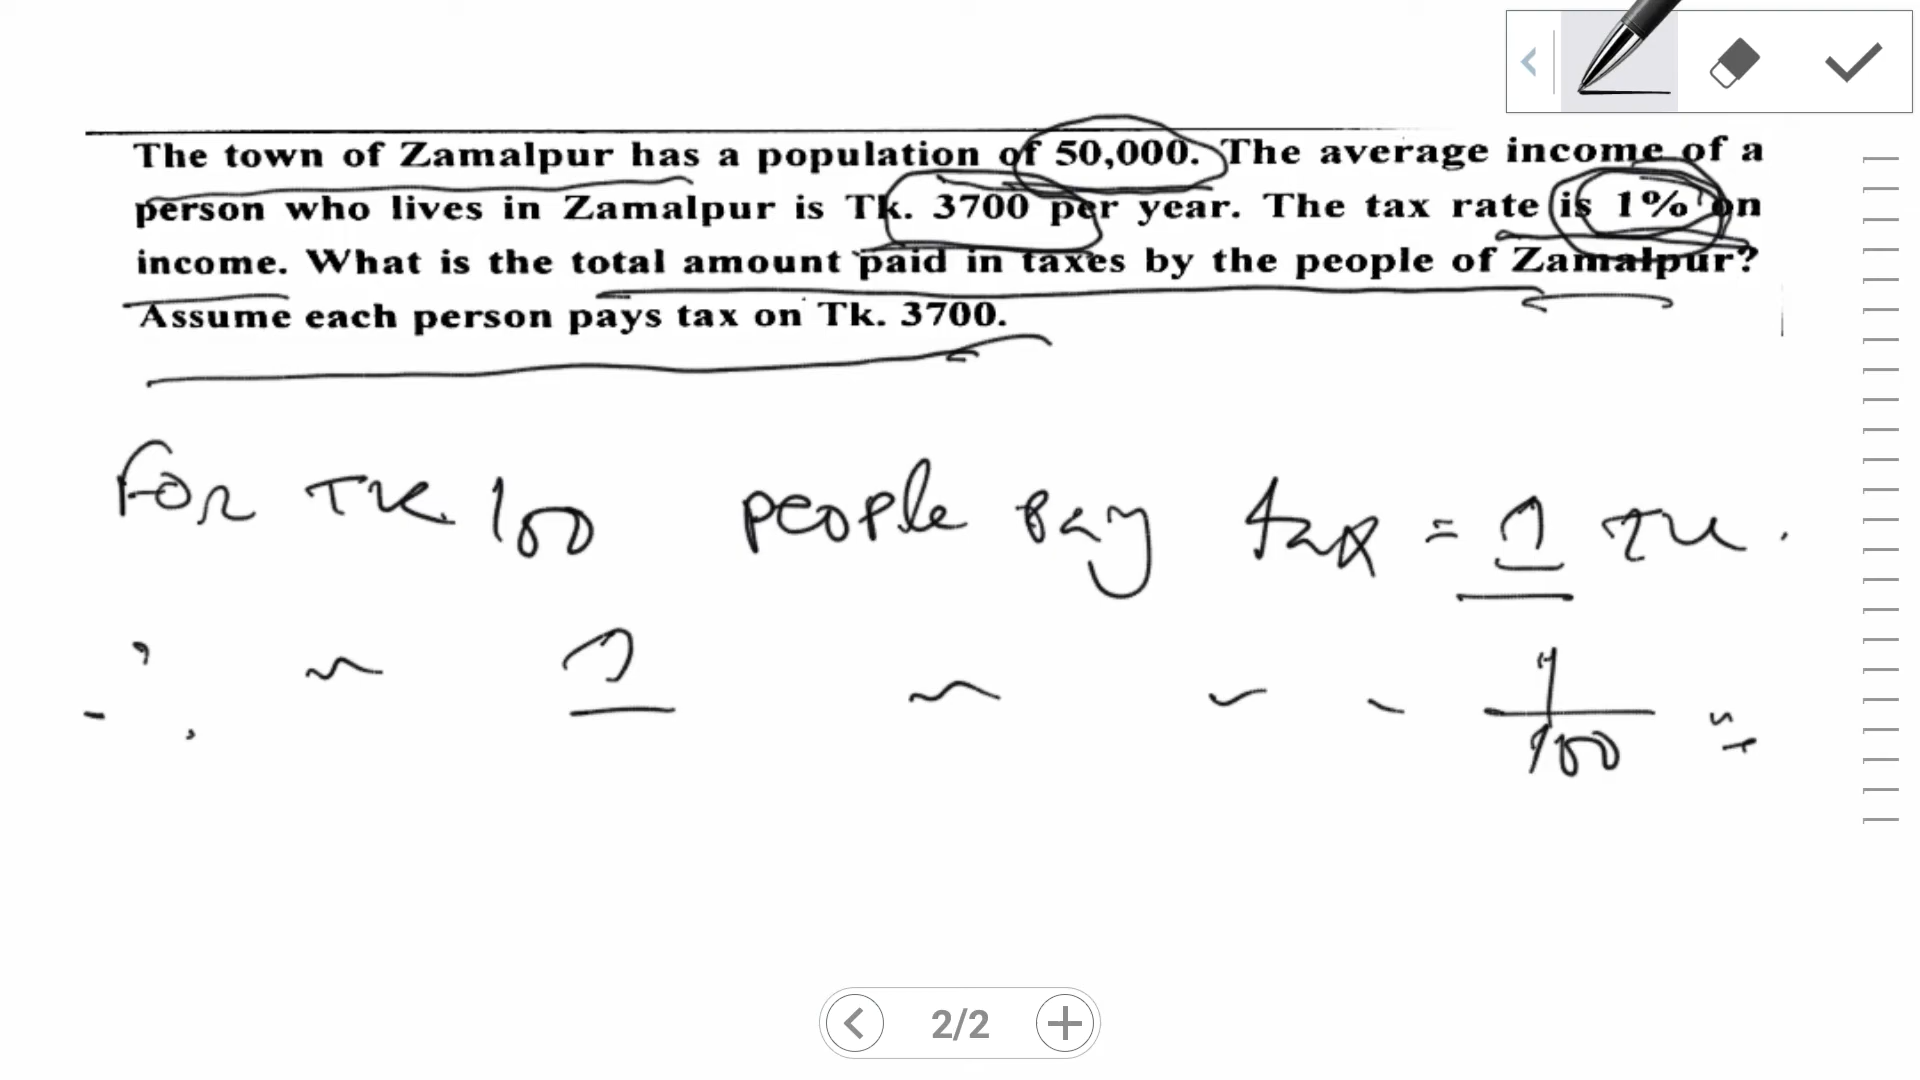 The town of Zamalpur has a population of 50,000. The average income of a
person who lives in Zamalpur is Tk. 3700 per year. The tax rate is 1% on
income. What is the total amount paid in taxes by the people of Zamalpur?
Assume each person pays tax on Tk. 3700.
For TK. 100 people pay tax = 1 TK.
∴ ~ 1 ~ ~ - 1/100 "
2/2